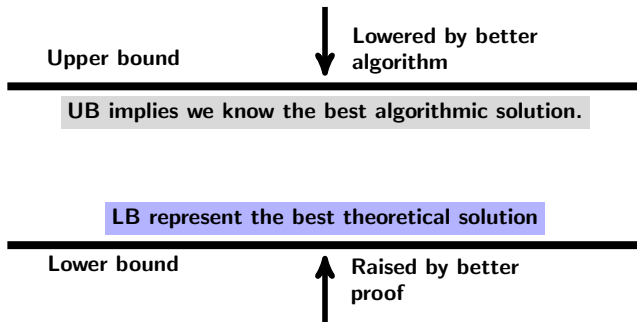 Upper bound
Lowered by better
algorithm
UB implies we know the best algorithmic solution.
LB represent the best theoretical solution
Lower bound
Raised by better
proof